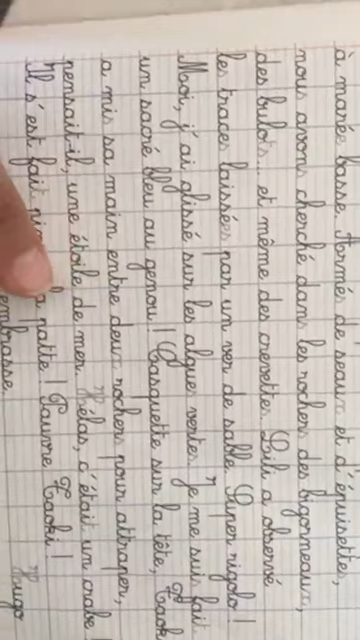 à marée basse. Armés de seaux et d'épuisettes,
nous avons cherché dans les rochers des bigorneaux,
des bulots... et même des crevettes. Lili a observé
les traces laissées par un ver de sable. Super rigolo !
Moi, j'ai glissé sur les algues vertes. Je me suis fait
un sacré bleu au genou ! Casquette sur la tête, Taoki
a mis sa main entre deux rochers pour attraper,
pensait-il, une étoile de mer. Hélas, c'était un crabe !
Il s'est fait la patte ! Pauvre Taoki !
embrasse.
Hugo